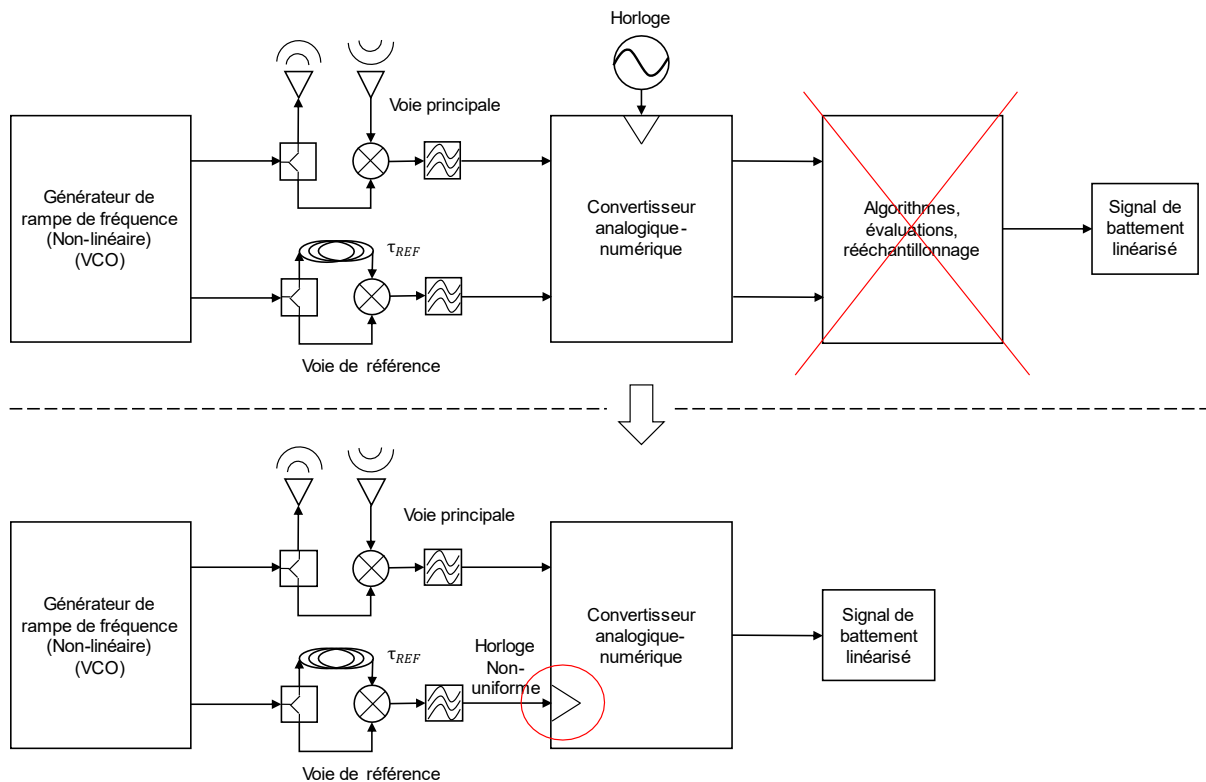 Horloge
Voie principale
Générateur de
rampe de fréquence
(Non-linéaire)
(VCO)
τREF
Voie de référence
Convertisseur
analogique-
numérique
Algorithmes,
évaluations,
rééchantillonnage
Signal de
battement
linéarisé
Voie principale
Générateur de
rampe de fréquence
(Non-linéaire)
(VCO)
τREF
Horloge
Non-
uniforme
Voie de référence
Convertisseur
analogique-
numérique
Signal de
battement
linéarisé